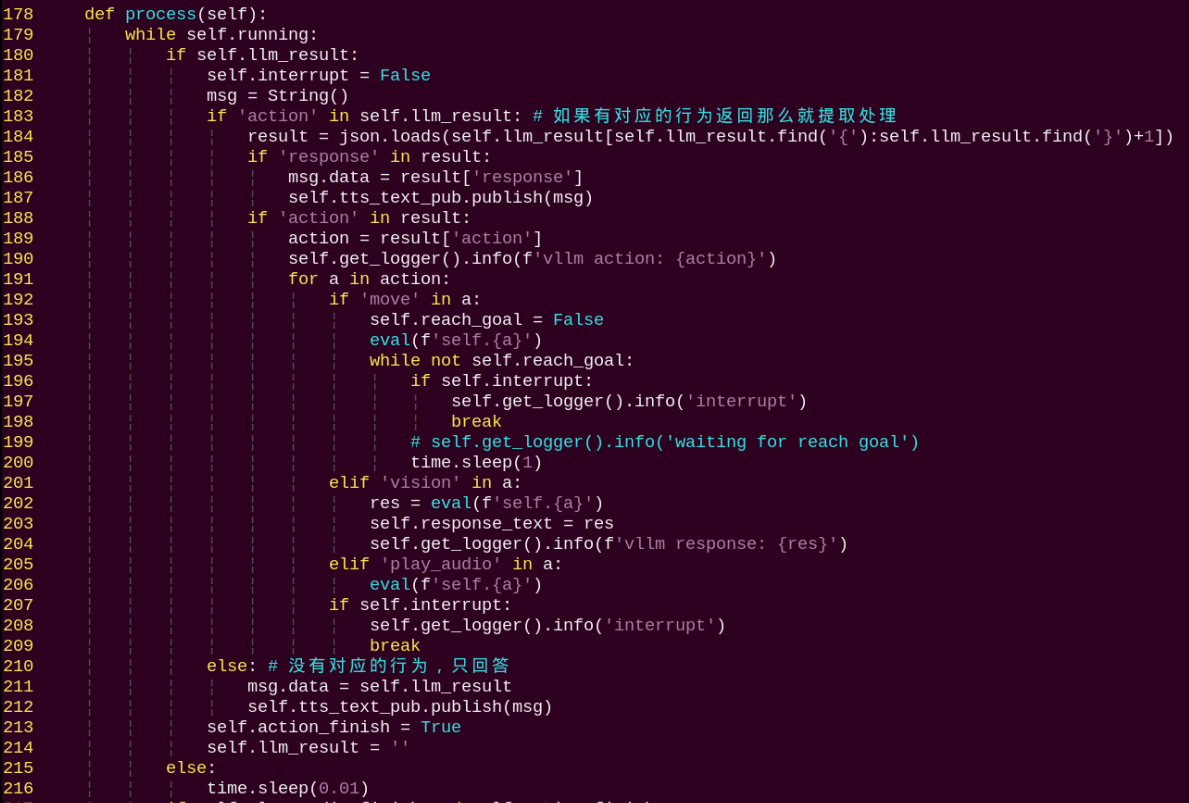 178     def process(self):
179         while self.running:
180             if self.llm_result:
181                 self.interrupt = False
182                 msg = String()
183                 if 'action' in self.llm_result: # 如果有对应的行为返回那么就提取处理
184                     result = json.loads(self.llm_result[self.llm_result.find('{'):self.llm_result.find('}')+1])
185                     if 'response' in result:
186                         msg.data = result['response']
187                         self.tts_text_pub.publish(msg)
188                     if 'action' in result:
189                         action = result['action']
190                         self.get_logger().info(f'vllm action: {action}')
191                         for a in action:
192                             if 'move' in a:
193                                 self.reach_goal = False
194                                 eval(f'self.{a}')
195                                 while not self.reach_goal:
196                                     if self.interrupt:
197                                         self.get_logger().info('interrupt')
198                                         break
199                                     # self.get_logger().info('waiting for reach goal')
200                                     time.sleep(1)
201                             elif 'vision' in a:
202                                 res = eval(f'self.{a}')
203                                 self.response_text = res
204                                 self.get_logger().info(f'vllm response: {res}')
205                             elif 'play_audio' in a:
206                                 eval(f'self.{a}')
207                             if self.interrupt:
208                                 self.get_logger().info('interrupt')
209                                 break
210                 else: # 没有对应的行为，只回答
211                     msg.data = self.llm_result
212                     self.tts_text_pub.publish(msg)
213                 self.action_finish = True
214                 self.llm_result = ''
215             else:
216                 time.sleep(0.01)